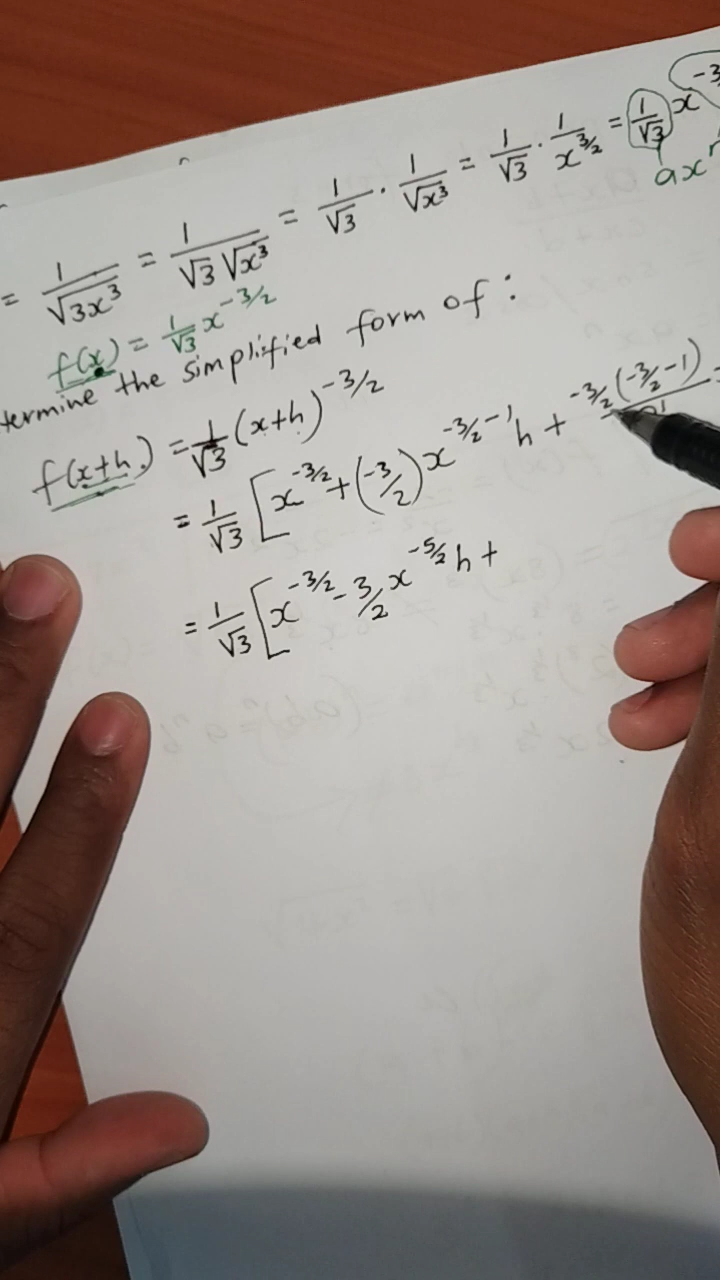 = 1/√3x³ = 1/√3 √x³ = 1/√3 · 1/√x³ = 1/√3 · 1/x^3/2 = 1/√3 x^-3
axⁿ
f(x) = 1/√3 x^-3/2
termine the simplified form of :
f(x+h) = 1/√3 (x+h)^-3/2
= 1/√3 [x^-3/2 + (-3/2) x^-3/2-1 h + -3/2 (-3/2 -1)
= 1/√3 [x^-3/2 - 3/2 x^-5/2 h +